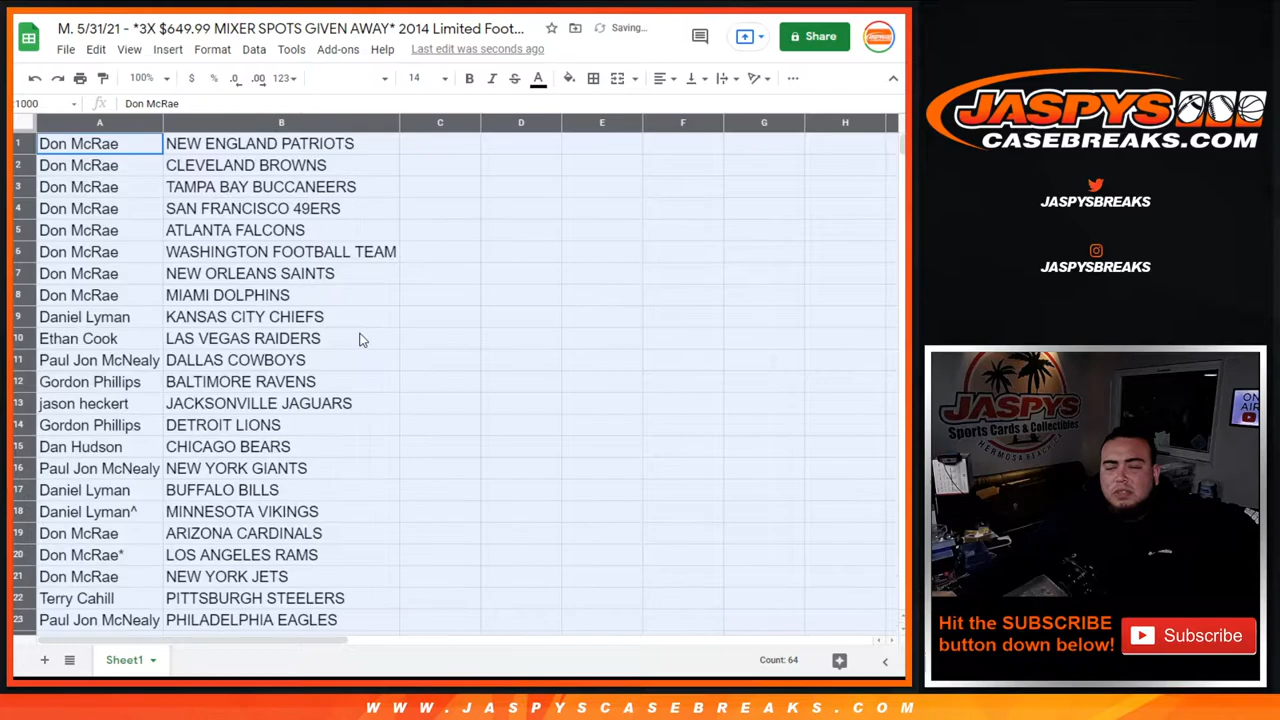 M. 5/31/21 - *3X $649.99 MIXER SPOTS GIVEN AWAY* 2014 Limited Foot...
Saving...
Share
File Edit View Insert Format Data Tools Add-ons Help Last edit was seconds ago
100% $ % .0 .00 123 14 B I S A
1000 fx Don McRae
A B C D E F G H
1 Don McRae NEW ENGLAND PATRIOTS
2 Don McRae CLEVELAND BROWNS
3 Don McRae TAMPA BAY BUCCANEERS
4 Don McRae SAN FRANCISCO 49ERS
5 Don McRae ATLANTA FALCONS
6 Don McRae WASHINGTON FOOTBALL TEAM
7 Don McRae NEW ORLEANS SAINTS
8 Don McRae MIAMI DOLPHINS
9 Daniel Lyman KANSAS CITY CHIEFS
10 Ethan Cook LAS VEGAS RAIDERS
11 Paul Jon McNealy DALLAS COWBOYS
12 Gordon Phillips BALTIMORE RAVENS
13 jason heckert JACKSONVILLE JAGUARS
14 Gordon Phillips DETROIT LIONS
15 Dan Hudson CHICAGO BEARS
16 Paul Jon McNealy NEW YORK GIANTS
17 Daniel Lyman BUFFALO BILLS
18 Daniel Lyman^ MINNESOTA VIKINGS
19 Don McRae ARIZONA CARDINALS
20 Don McRae* LOS ANGELES RAMS
21 Don McRae NEW YORK JETS
22 Terry Cahill PITTSBURGH STEELERS
23 Paul Jon McNealy PHILADELPHIA EAGLES
Sheet1
Count: 64
JASPYS
CASEBREAKS.COM
JASPYSBREAKS
JASPYSBREAKS
JASPYS
Sports Cards & Collectibles
HERMOSA BEACH, CA
ON
AIR
Hit the SUBSCRIBE
button down below!
Subscribe
WWW.JASPYSCASEBREAKS.COM